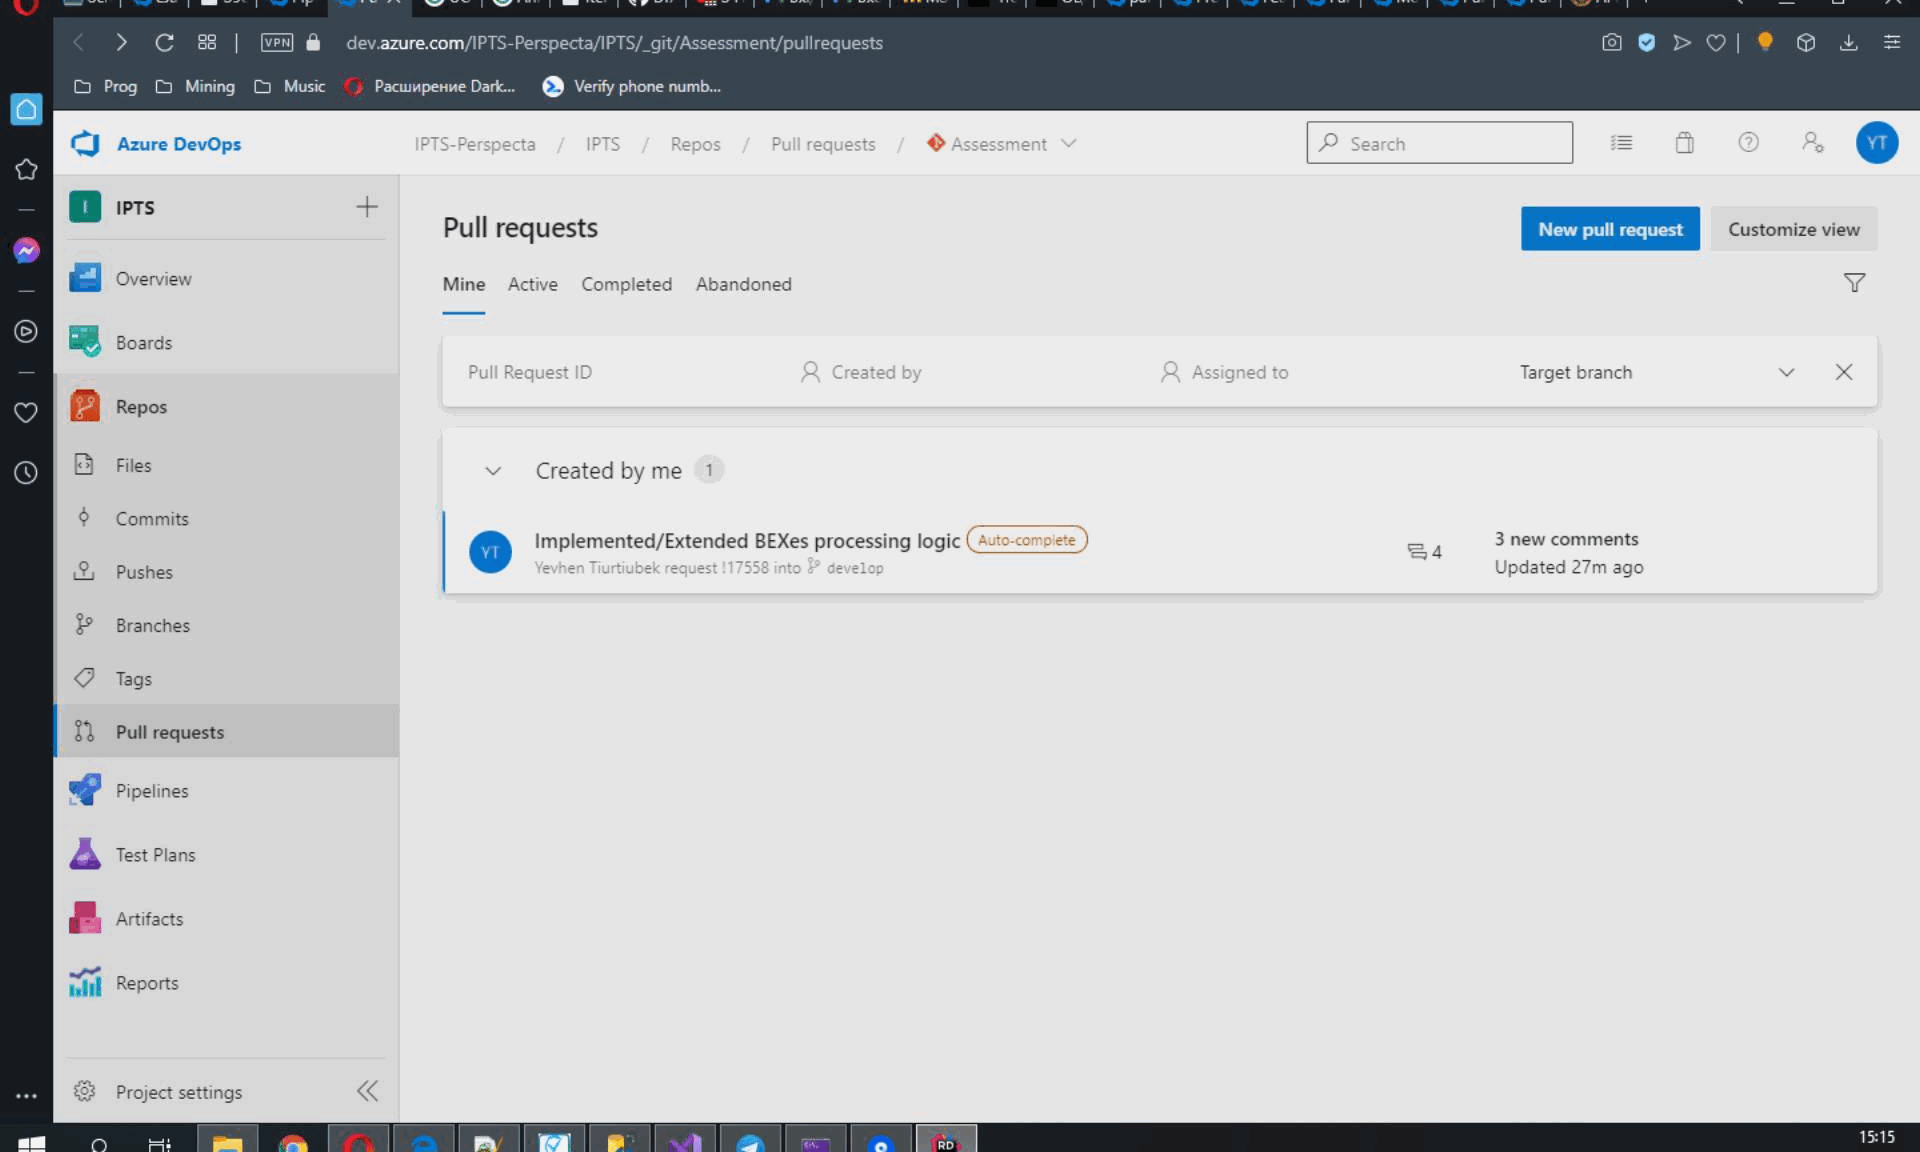 VPN
dev.azure.com/IPTS-Perspecta/IPTS/_git/Assessment/pullrequests
Prog
Mining
Music
Расширение Dark...
Verify phone numb...
Azure DevOps
IPTS-Perspecta / IPTS / Repos / Pull requests / Assessment
Search
YT
I
IPTS
Overview
Boards
Repos
Files
Commits
Pushes
Branches
Tags
Pull requests
Pipelines
Test Plans
Artifacts
Reports
Project settings
Pull requests
New pull request
Customize view
Mine
Active
Completed
Abandoned
Pull Request ID
Created by
Assigned to
Target branch
Created by me 1
YT
Implemented/Extended BEXes processing logic Auto-complete
Yevhen Tiurtiubek request !17558 into develop
4
3 new comments
Updated 27m ago
RD
15:15